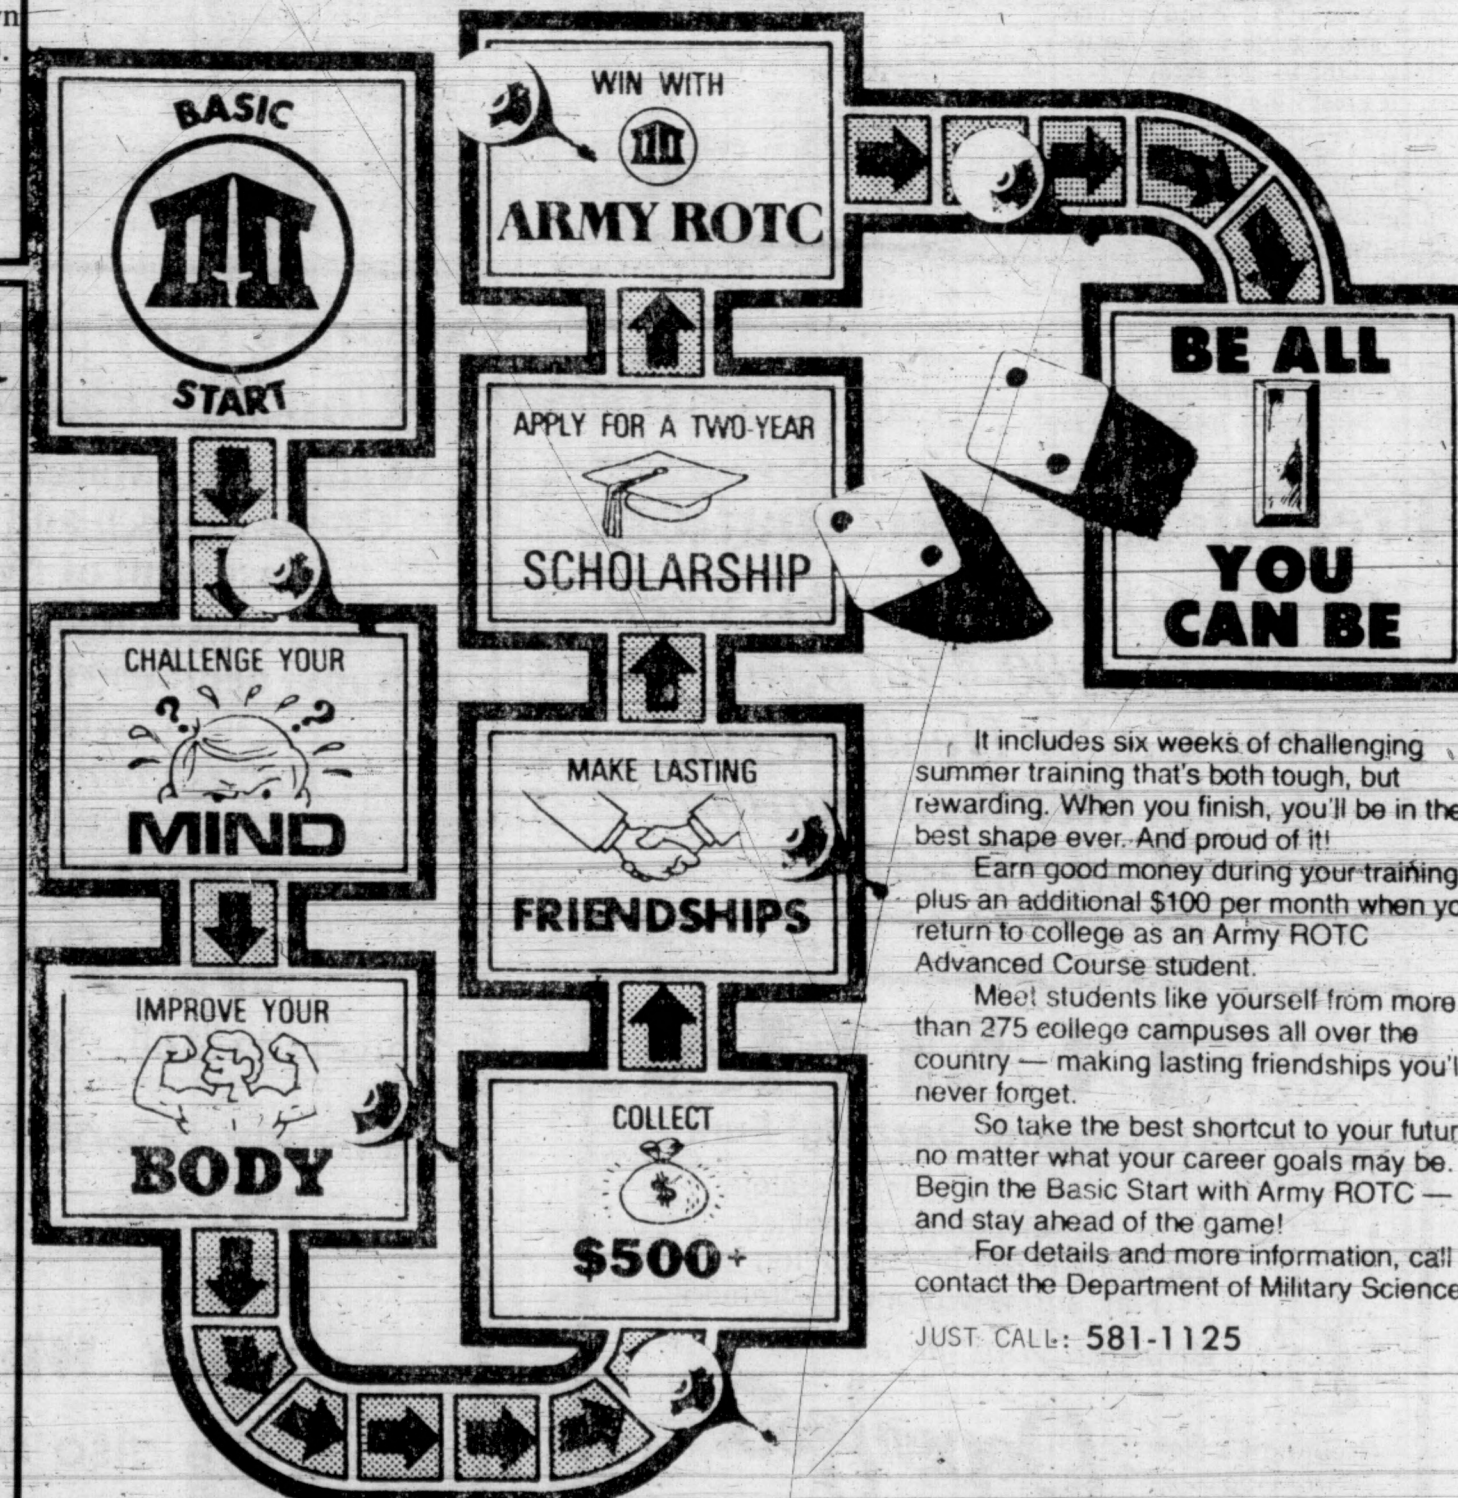 BASIC
START
CHALLENGE YOUR
MIND
IMPROVE YOUR
BODY
COLLECT
$
$500+
MAKE LASTING
FRIENDSHIPS
APPLY FOR A TWO-YEAR
SCHOLARSHIP
WIN WITH
ARMY ROTC
BE ALL
YOU
CAN BE
It includes six weeks of challenging
summer training that's both tough, but
rewarding. When you finish, you'll be in the
best shape ever. And proud of it!
Earn good money during your training
plus an additional $100 per month when yo
return to college as an Army ROTC
Advanced Course student.
Meet students like yourself from more
than 275 college campuses all over the
country — making lasting friendships you'l
never forget.
So take the best shortcut to your futur
no matter what your career goals may be.
Begin the Basic Start with Army ROTC —
and stay ahead of the game!
For details and more information, call
contact the Department of Military Science
JUST CALL: 581-1125